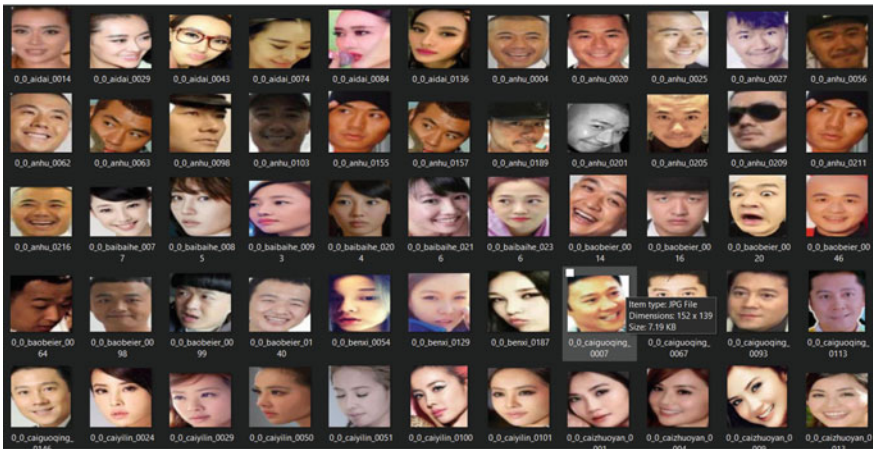 0_0_aidai_0014 0_0_aidai_0029 0_0_aidai_0043 0_0_aidai_0074 0_0_aidai_0084 0_0_aidai_0136 0_0_anhu_0004 0_0_anhu_0020 0_0_anhu_0025 0_0_anhu_0027 0_0_anhu_0056
0_0_anhu_0062 0_0_anhu_0063 0_0_anhu_0098 0_0_anhu_0103 0_0_anhu_0155 0_0_anhu_0157 0_0_anhu_0189 0_0_anhu_0201 0_0_anhu_0205 0_0_anhu_0209 0_0_anhu_0211
0_0_anhu_0216 0_0_baibaihe_007 0_0_baibaihe_008 0_0_baibaihe_009 0_0_baibaihe_020 0_0_baibaihe_021 0_0_baibaihe_023 0_0_baobeier_00 0_0_baobeier_00 0_0_baobeier_00 0_0_baobeier_00
7 5 3 4 6 6 14 16 20 46
Item type: JPG File
Dimensions: 152 x 139
Size: 7.19 KB
0_0_baobeier_00 0_0_baobeier_00 0_0_baobeier_00 0_0_baobeier_01 0_0_benxi_0054 0_0_benxi_0129 0_0_benxi_0187 0_0_caiguoqing_ 0_0_caiguoqing_ 0_0_caiguoqing_ 0_0_caiguoqing_
64 98 99 40 0007 0067 0093 0113
0_0_caiguoqing_ 0_0_caiyilin_0024 0_0_caiyilin_0029 0_0_caiyilin_0050 0_0_caiyilin_0051 0_0_caiyilin_0100 0_0_caiyilin_0101 0_0_caizhuoyan_0 0_0_caizhuoyan_0 0_0_caizhuoyan_0 0_0_caizhuoyan_0